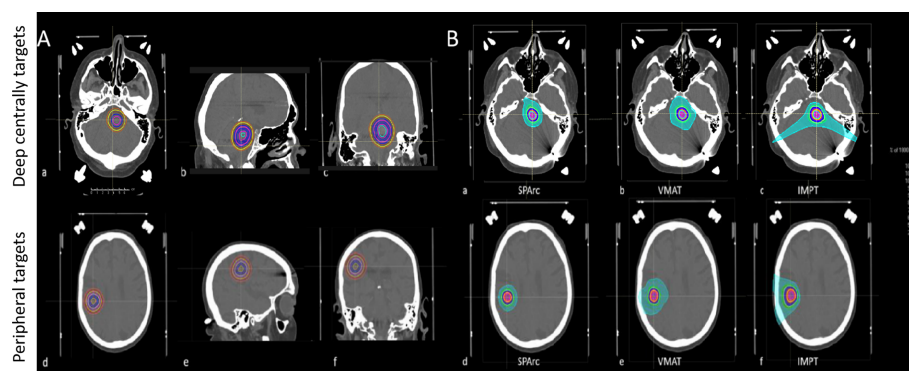 Deep centrally targets
Peripheral targets
A
a
b
c
d
e
f
B
a
SPArc
b
VMAT
c
IMPT
d
SPArc
e
VMAT
f
IMPT